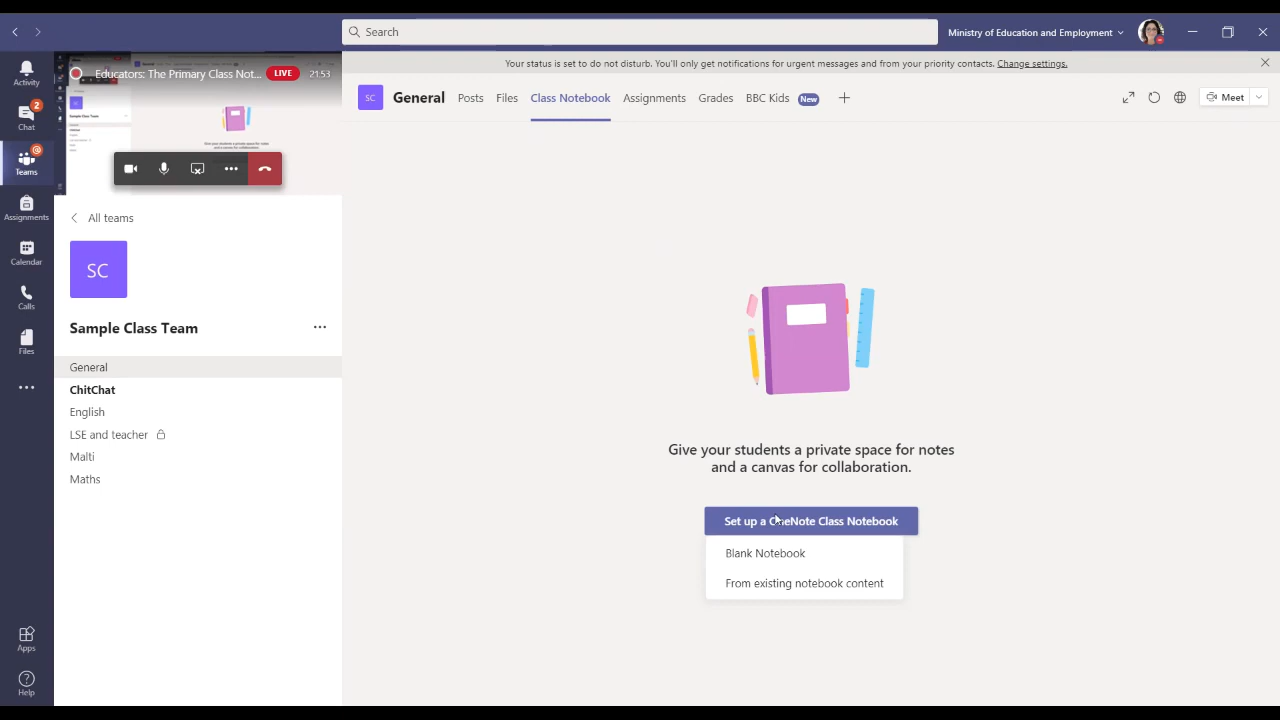 Search
Ministry of Education and Employment
Your status is set to do not disturb. You'll only get notifications for urgent messages and from your priority contacts. Change settings.
Activity
Chat
2
Teams
@
Assignments
Calendar
Calls
Files
Apps
Help
Educators: The Primary Class Not...
LIVE
21:53
SC
General
Posts
Files
Class Notebook
Assignments
Grades
BBC Kids
New
Meet
All teams
SC
Sample Class Team
General
ChitChat
English
LSE and teacher
Malti
Maths
Give your students a private space for notes
and a canvas for collaboration.
Set up a OneNote Class Notebook
Blank Notebook
From existing notebook content